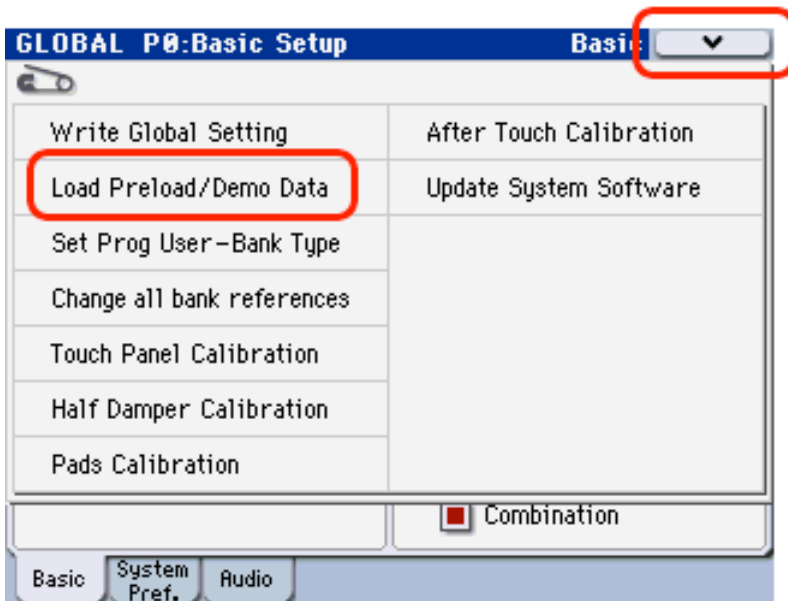 GLOBAL P0:Basic Setup Basic
Write Global Setting
After Touch Calibration
Load Preload/Demo Data
Update System Software
Set Prog User-Bank Type
Change all bank references
Touch Panel Calibration
Half Damper Calibration
Pads Calibration
Combination
Basic
System
Pref.
Audio